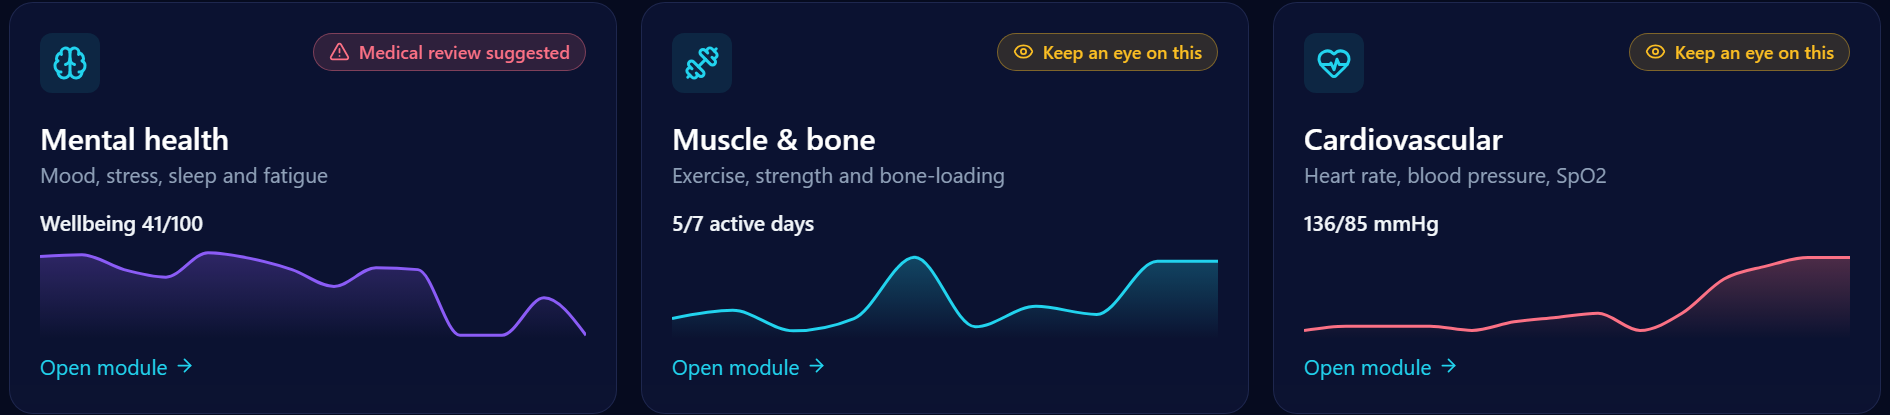 Medical review suggested
Mental health
Mood, stress, sleep and fatigue
Wellbeing 41/100
Open module →
Keep an eye on this
Muscle & bone
Exercise, strength and bone-loading
5/7 active days
Open module →
Keep an eye on this
Cardiovascular
Heart rate, blood pressure, SpO2
136/85 mmHg
Open module →